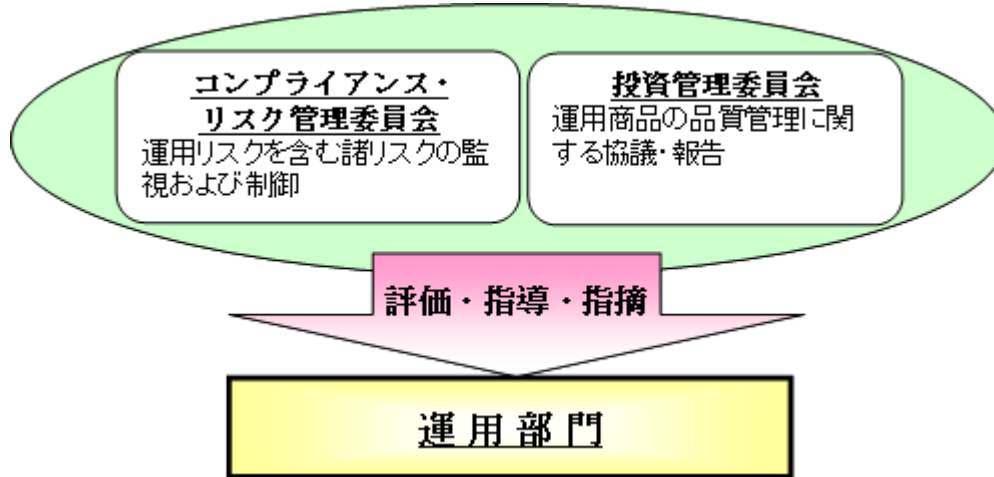 コンプライアンス・
リスク管理委員会
運用リスクを含む諸リスクの監
視および制御
投資管理委員会
運用商品の品質管理に関
する協議・報告
評価・指導・指摘
運用部門